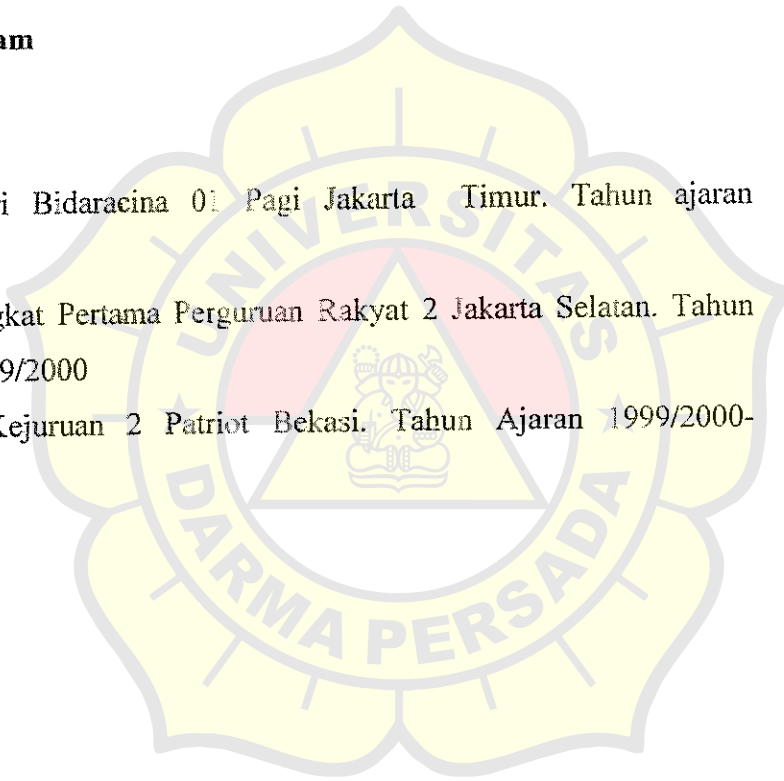 am
ri Bidaracina 01 Pagi Jakarta Timur. Tahun ajaran
gkat Pertama Perguruan Rakyat 2 Jakarta Selatan. Tahun
9/2000
Kejuruan 2 Patriot Bekasi. Tahun Ajaran 1999/2000-
UNIVERSITAS
DARMA PERSADA